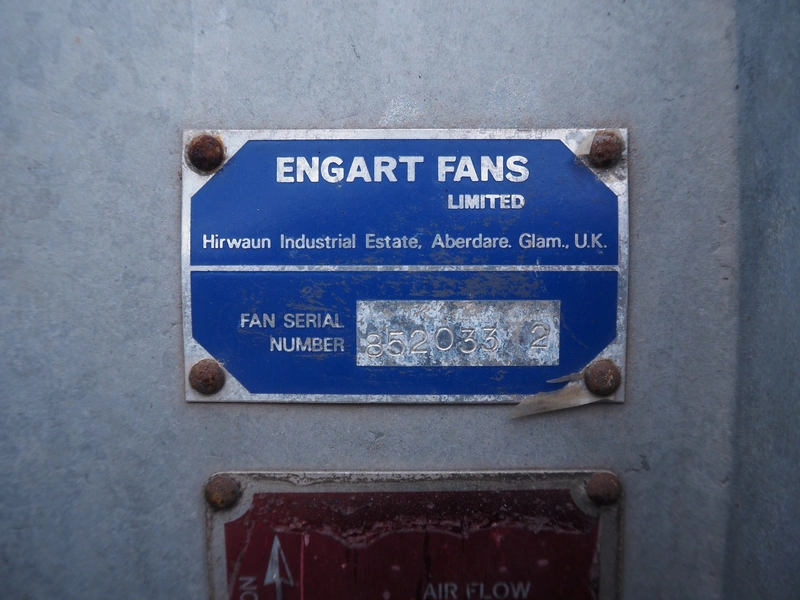 ENGART FANS
LIMITED
Hirwaun Industrial Estate, Aberdare. Glam., U.K.
FAN SERIAL
NUMBER 852033 2
AIR FLOW